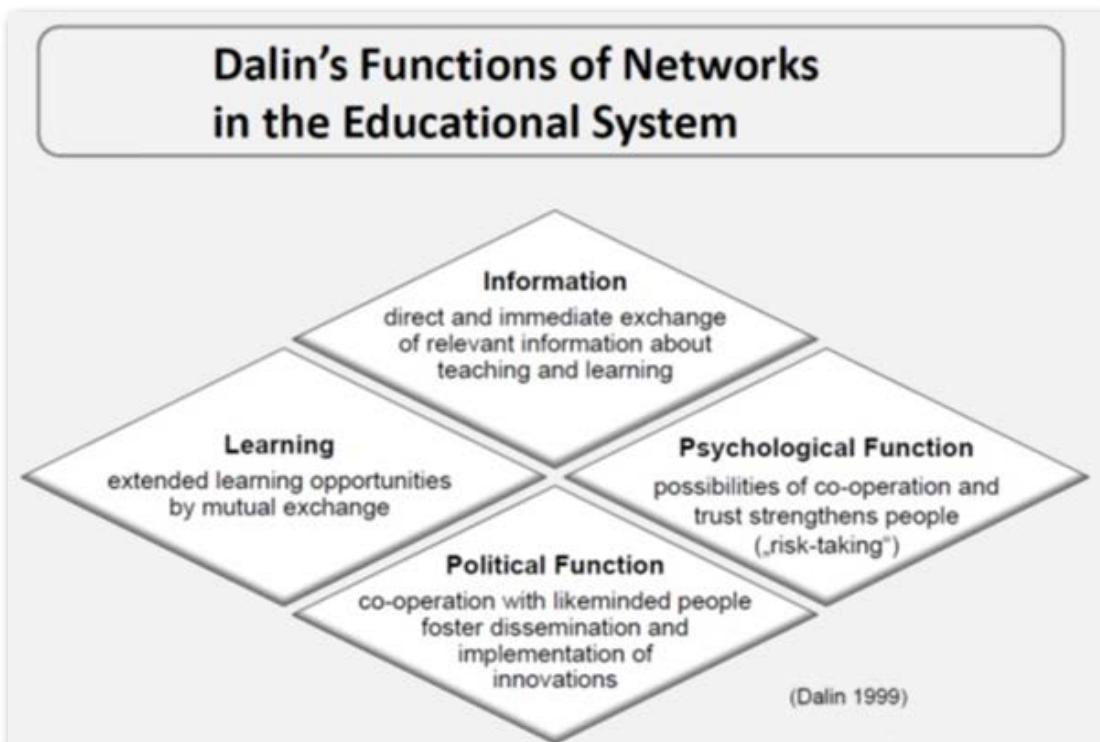 Dalin's Functions of Networks
in the Educational System
Information
direct and immediate exchange
of relevant information about
teaching and learning
Learning
extended learning opportunities
by mutual exchange
Psychological Function
possibilities of co-operation and
trust strengthens people
(„risk-taking“)
Political Function
co-operation with likeminded people
foster dissemination and
implementation of
innovations
(Dalin 1999)